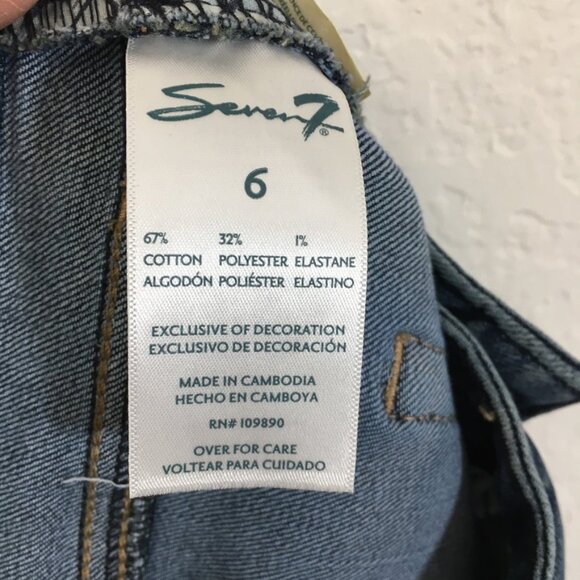 Seven7®
6
67% 32% 1%
COTTON POLYESTER ELASTANE
ALGODÓN POLIÉSTER ELASTINO
EXCLUSIVE OF DECORATION
EXCLUSIVO DE DECORACIÓN
MADE IN CAMBODIA
HECHO EN CAMBOYA
RN# 109890
OVER FOR CARE
VOLTEAR PARA CUIDADO